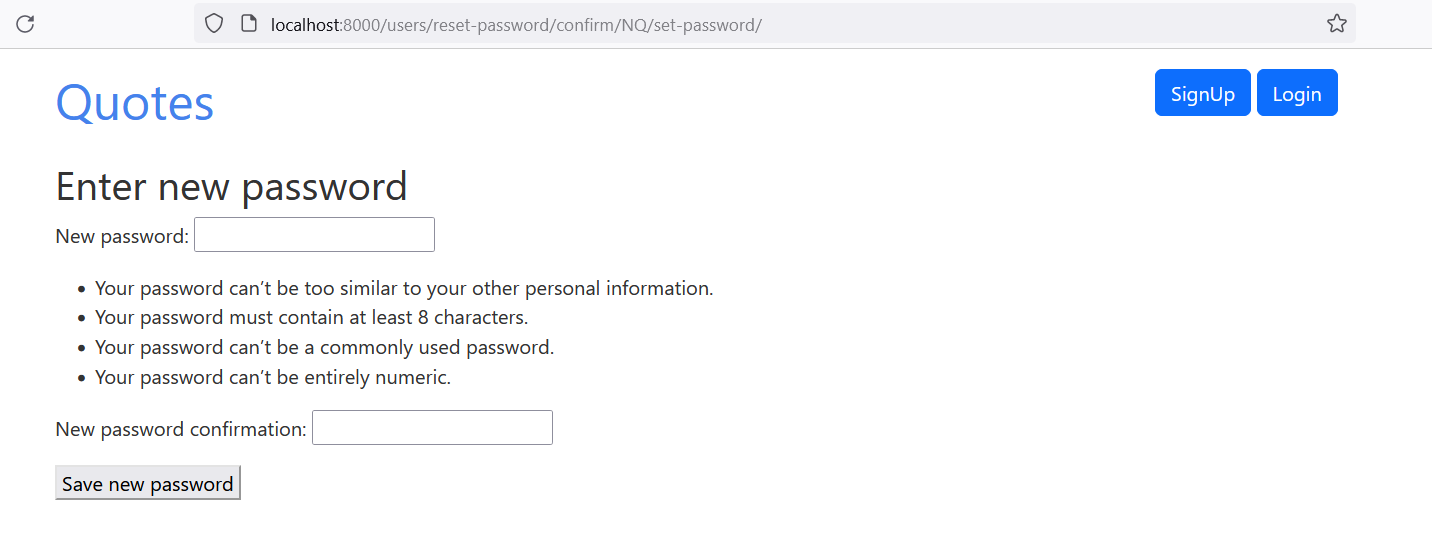 localhost:8000/users/reset-password/confirm/NQ/set-password/
Quotes
SignUp Login
Enter new password
New password:
• Your password can’t be too similar to your other personal information.
• Your password must contain at least 8 characters.
• Your password can’t be a commonly used password.
• Your password can’t be entirely numeric.
New password confirmation:
Save new password